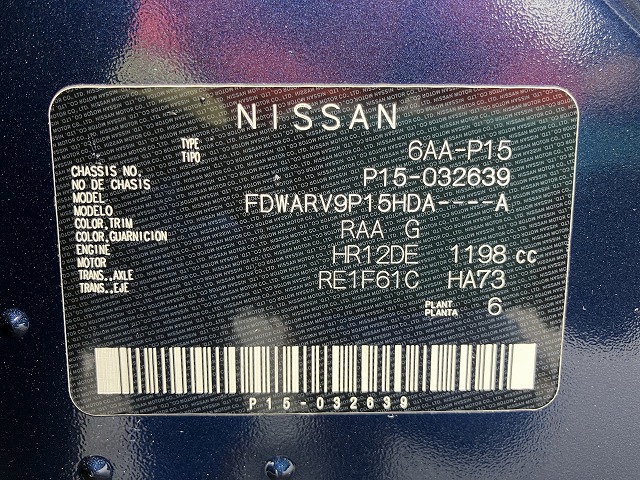 NISSAN
TYPE
TIPO
6AA-P15
CHASSIS NO.
NO DE CHASIS
P15-032639
MODEL
MODELO
FDWARV9P15HDA----A
COLOR,TRIM
COLOR,GUARNICION
RAA G
ENGINE
MOTOR
HR12DE 1198 cc
TRANS.,AXLE
TRANS.,EJE
RE1F61C HA73
PLANT
PLANTA
6
P15-032639